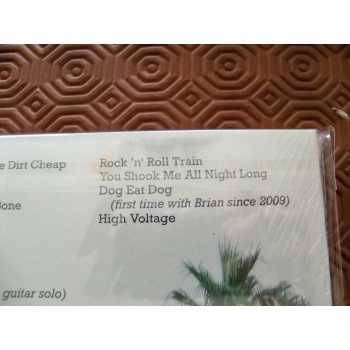 e Dirt Cheap
Bone
guitar solo)
Rock 'n' Roll Train
You Shook Me All Night Long
Dog Eat Dog
(first time with Brian since 2009)
High Voltage